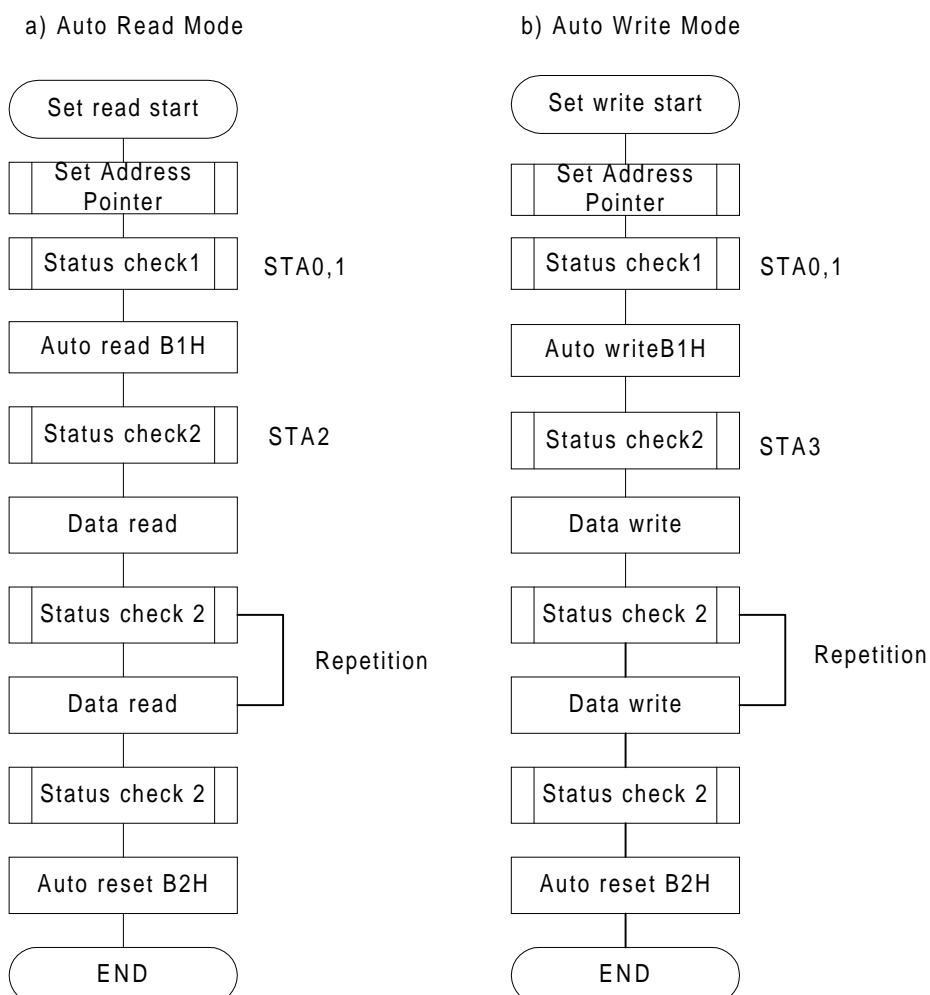 a) Auto Read Mode
Set read start
Set Address
Pointer
Status check1
STA0,1
Auto read B1H
Status check2
STA2
Data read
Status check 2
Repetition
Data read
Status check 2
Auto reset B2H
END
b) Auto Write Mode
Set write start
Set Address
Pointer
Status check1
STA0,1
Auto writeB1H
Status check2
STA3
Data write
Status check 2
Repetition
Data write
Status check 2
Auto reset B2H
END